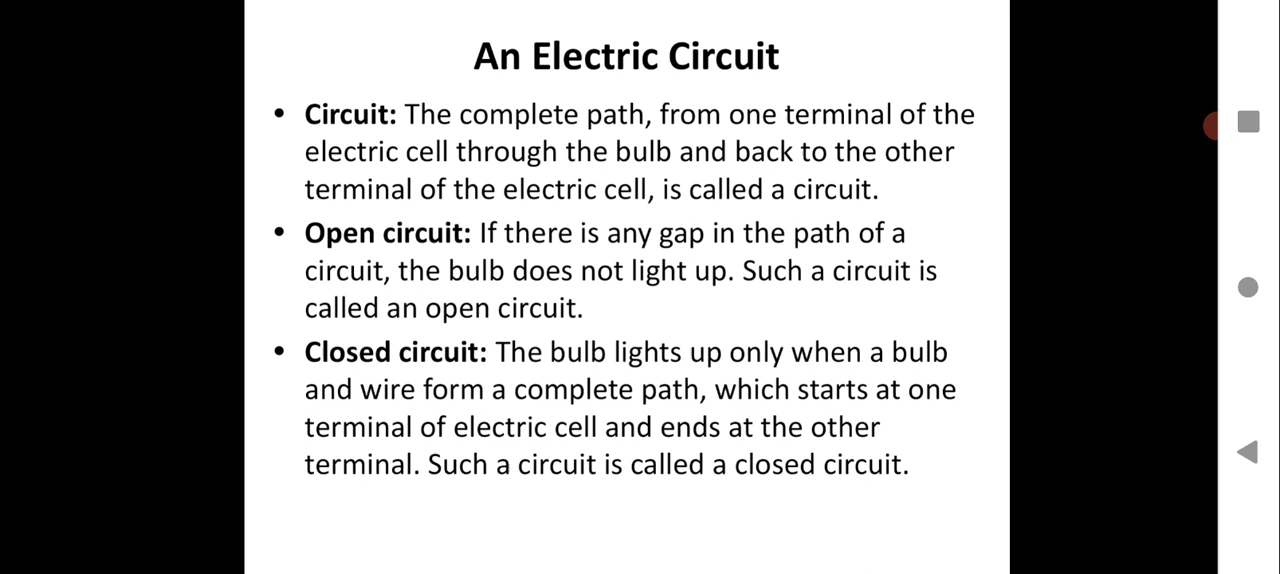 An Electric Circuit
• Circuit: The complete path, from one terminal of the
electric cell through the bulb and back to the other
terminal of the electric cell, is called a circuit.
• Open circuit: If there is any gap in the path of a
circuit, the bulb does not light up. Such a circuit is
called an open circuit.
• Closed circuit: The bulb lights up only when a bulb
and wire form a complete path, which starts at one
terminal of electric cell and ends at the other
terminal. Such a circuit is called a closed circuit.